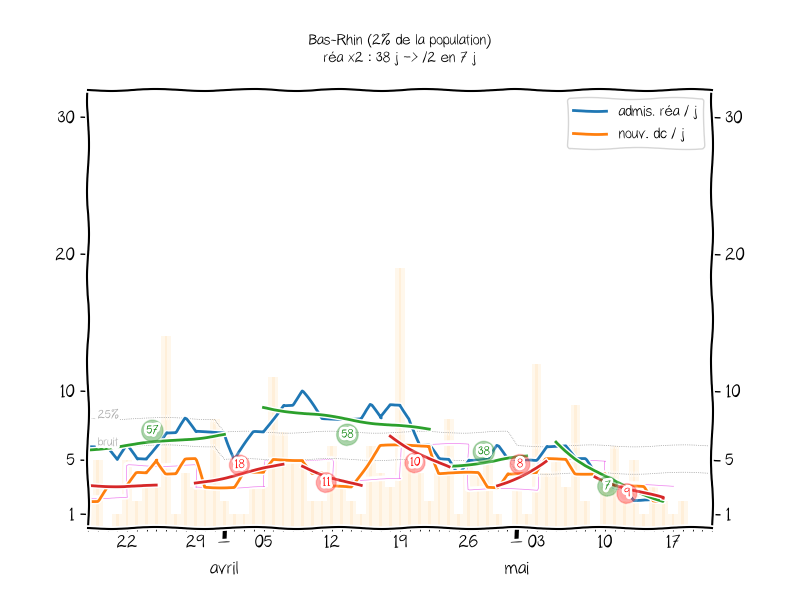 Bas-Rhin (2% de la population)
réa x2 : 38 j -> /2 en 7 j
admis. réa / j
nouv. dc / j
30 30
20 20
10 10
5 5
1 1
25%
bruit
57
18
58
11
10
38
8
7
9
22 29 05 12 19 26 03 10 17
avril mai